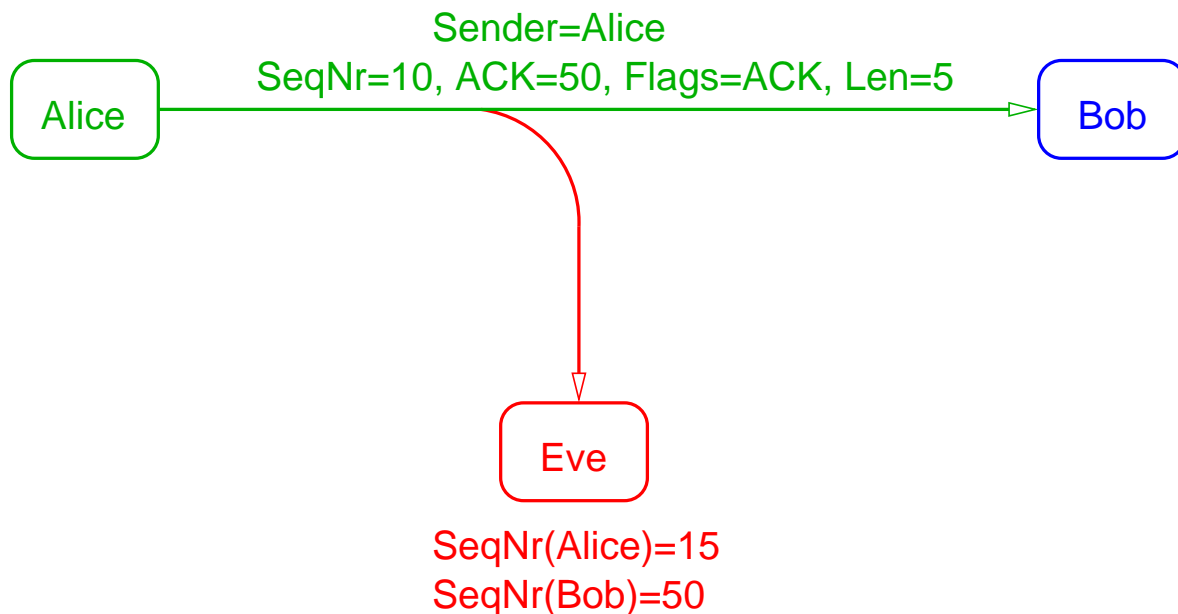 Sender=Alice
SeqNr=10, ACK=50, Flags=ACK, Len=5
Alice
Bob
Eve
SeqNr(Alice)=15
SeqNr(Bob)=50